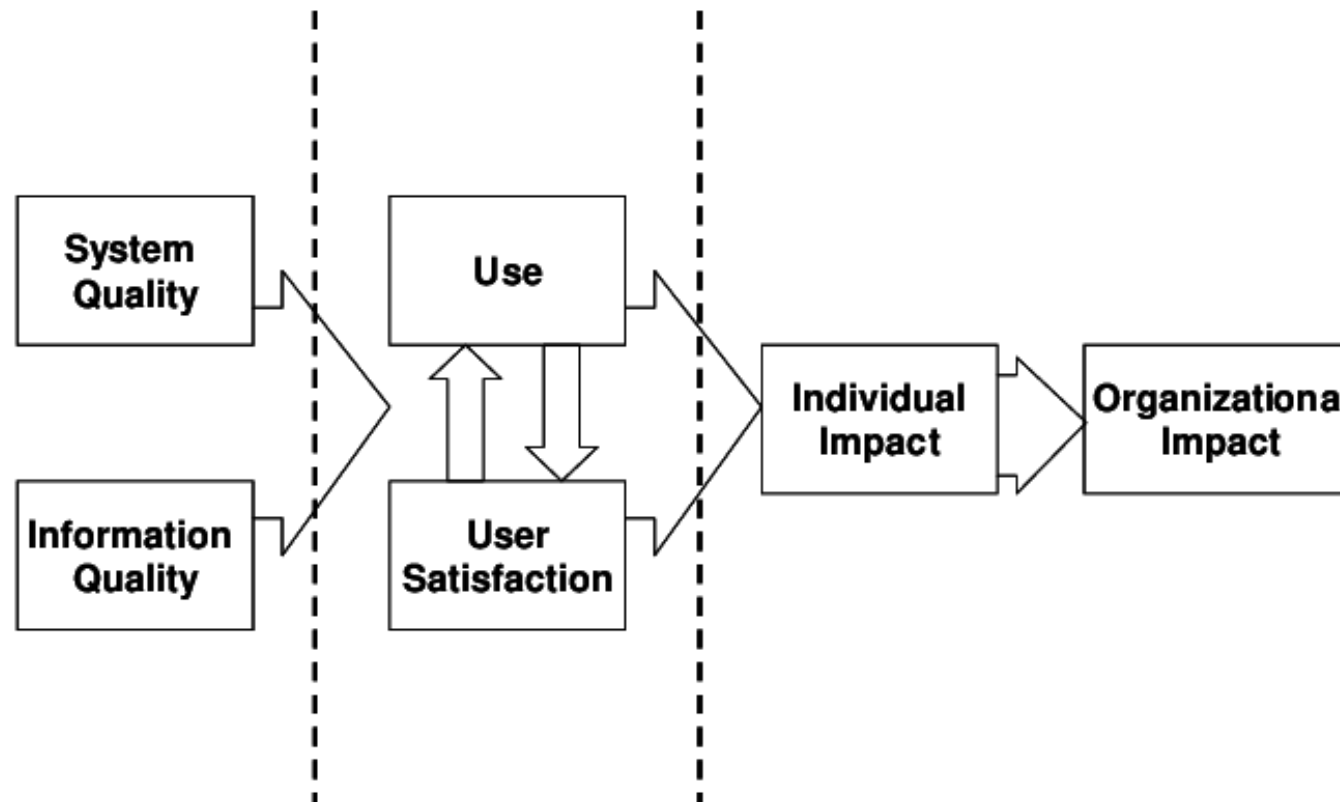 System
Quality
Use
Information
Quality
User
Satisfaction
Individual
Impact
Organizationa
Impact